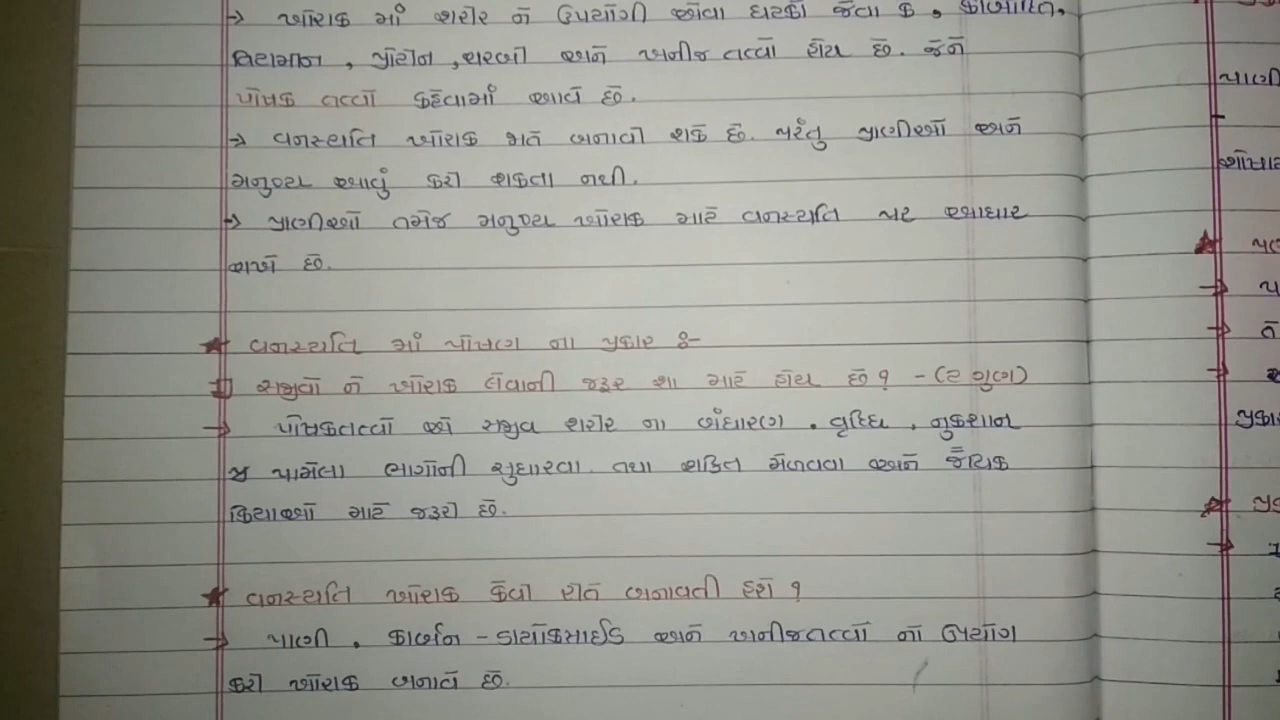 → ખોરાક માં શરીર ને ઉપયોગી એવા ઘટકો જેવા કે, કાર્બોદિત,
વિટામીન, પ્રોટીન, ચરબી અને ખનીજ તત્વો હોય છે. જેને
પોષક તત્વો કહેવામાં આવે છે.
→ વનસ્પતિ ખોરાક જાતે બનાવી શકે છે. પરંતુ પ્રાણીઓ અને
મનુષ્ય આવું કરી શકતા નથી.
→ પ્રાણીઓ તેમજ મનુષ્ય ખોરાક માટે વનસ્પતિ પર આધાર
રાખે છે.
★ વનસ્પતિ માં પોષણ ના પ્રકાર :-
1] સજીવો ને ખોરાક લેવાની જરૂર શા માટે હોય છે? - (૨ ગુણ)
→ પોષકતત્વો એ સજીવ શરીર ના બંધારણ, વૃદ્ધિ, નુકશાન
પામેલા ભાગોની સુધારવા તથા શક્તિ મેળવવા અને જૈવિક
ક્રિયાઓ માટે જરૂરી છે.
★ વનસ્પતિ ખોરાક કેવી રીતે બનાવતી હશે?
→ પાણી, કાર્બન - ડાયોકસાઈડ અને ખનીજતત્વો નો ઉપયોગ
કરી ખોરાક બનાવે છે.
પાણી